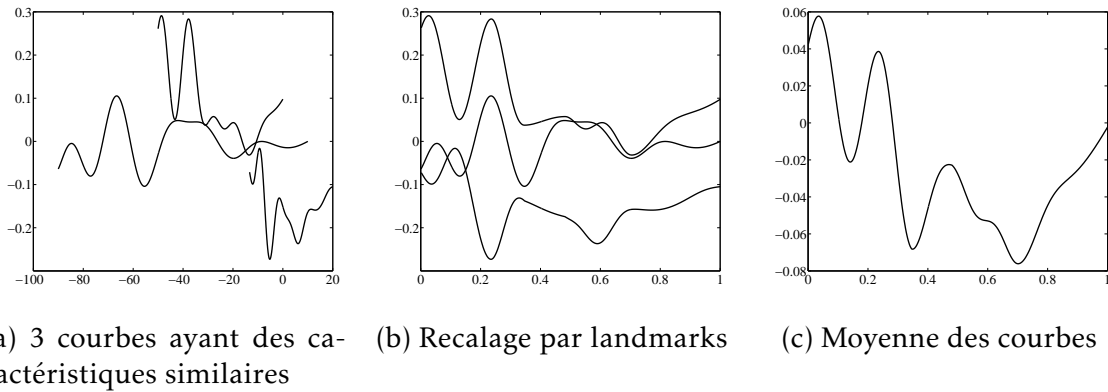 0.3
0.2
0.1
0
−0.1
−0.2
−100 −80 −60 −40 −20 0 20
0.3
0.2
0.1
0
−0.1
−0.2
0 0.2 0.4 0.6 0.8 1
0.06
0.04
0.02
0
−0.02
−0.04
−0.06
−0.08
0 0.2 0.4 0.6 0.8 1
a) 3 courbes ayant des ca-
actéristiques similaires
(b) Recalage par landmarks
(c) Moyenne des courbes